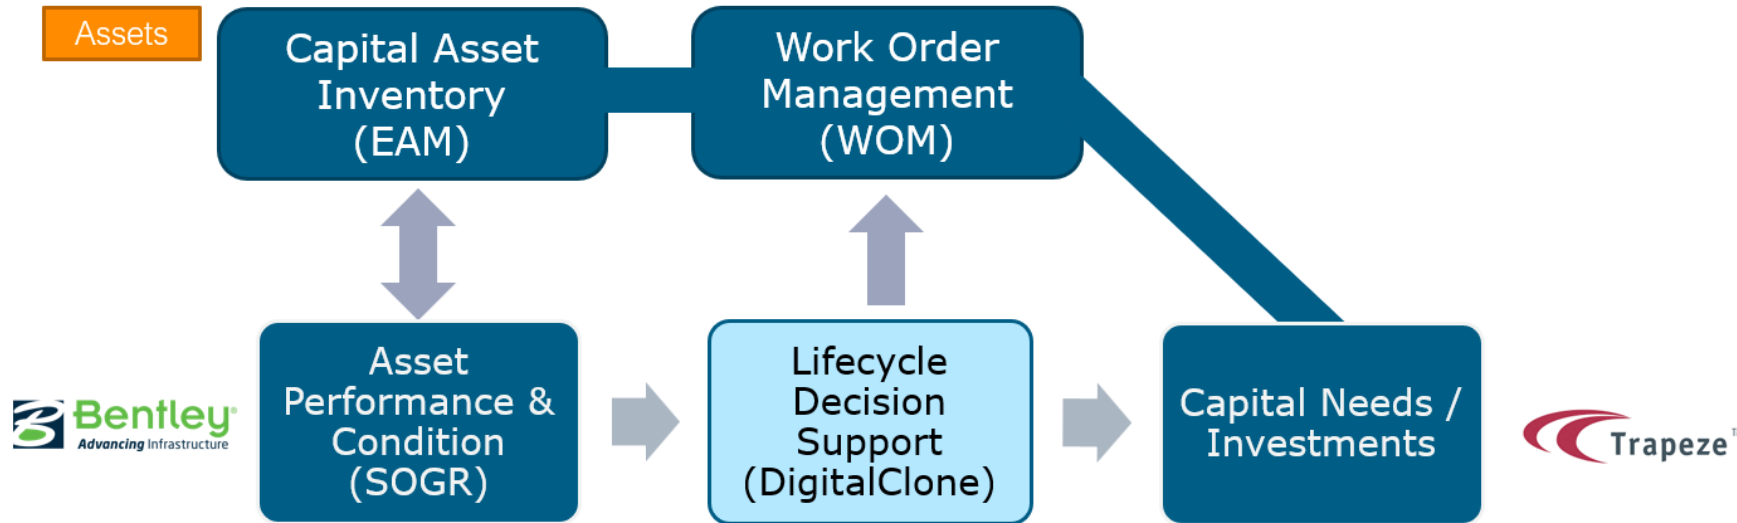 Assets
Capital Asset
Inventory
(EAM)
Work Order
Management
(WOM)
Asset
Performance &
Condition
(SOGR)
Lifecycle
Decision
Support
(DigitalClone)
Capital Needs /
Investments
Bentley®
Advancing Infrastructure
Trapeze